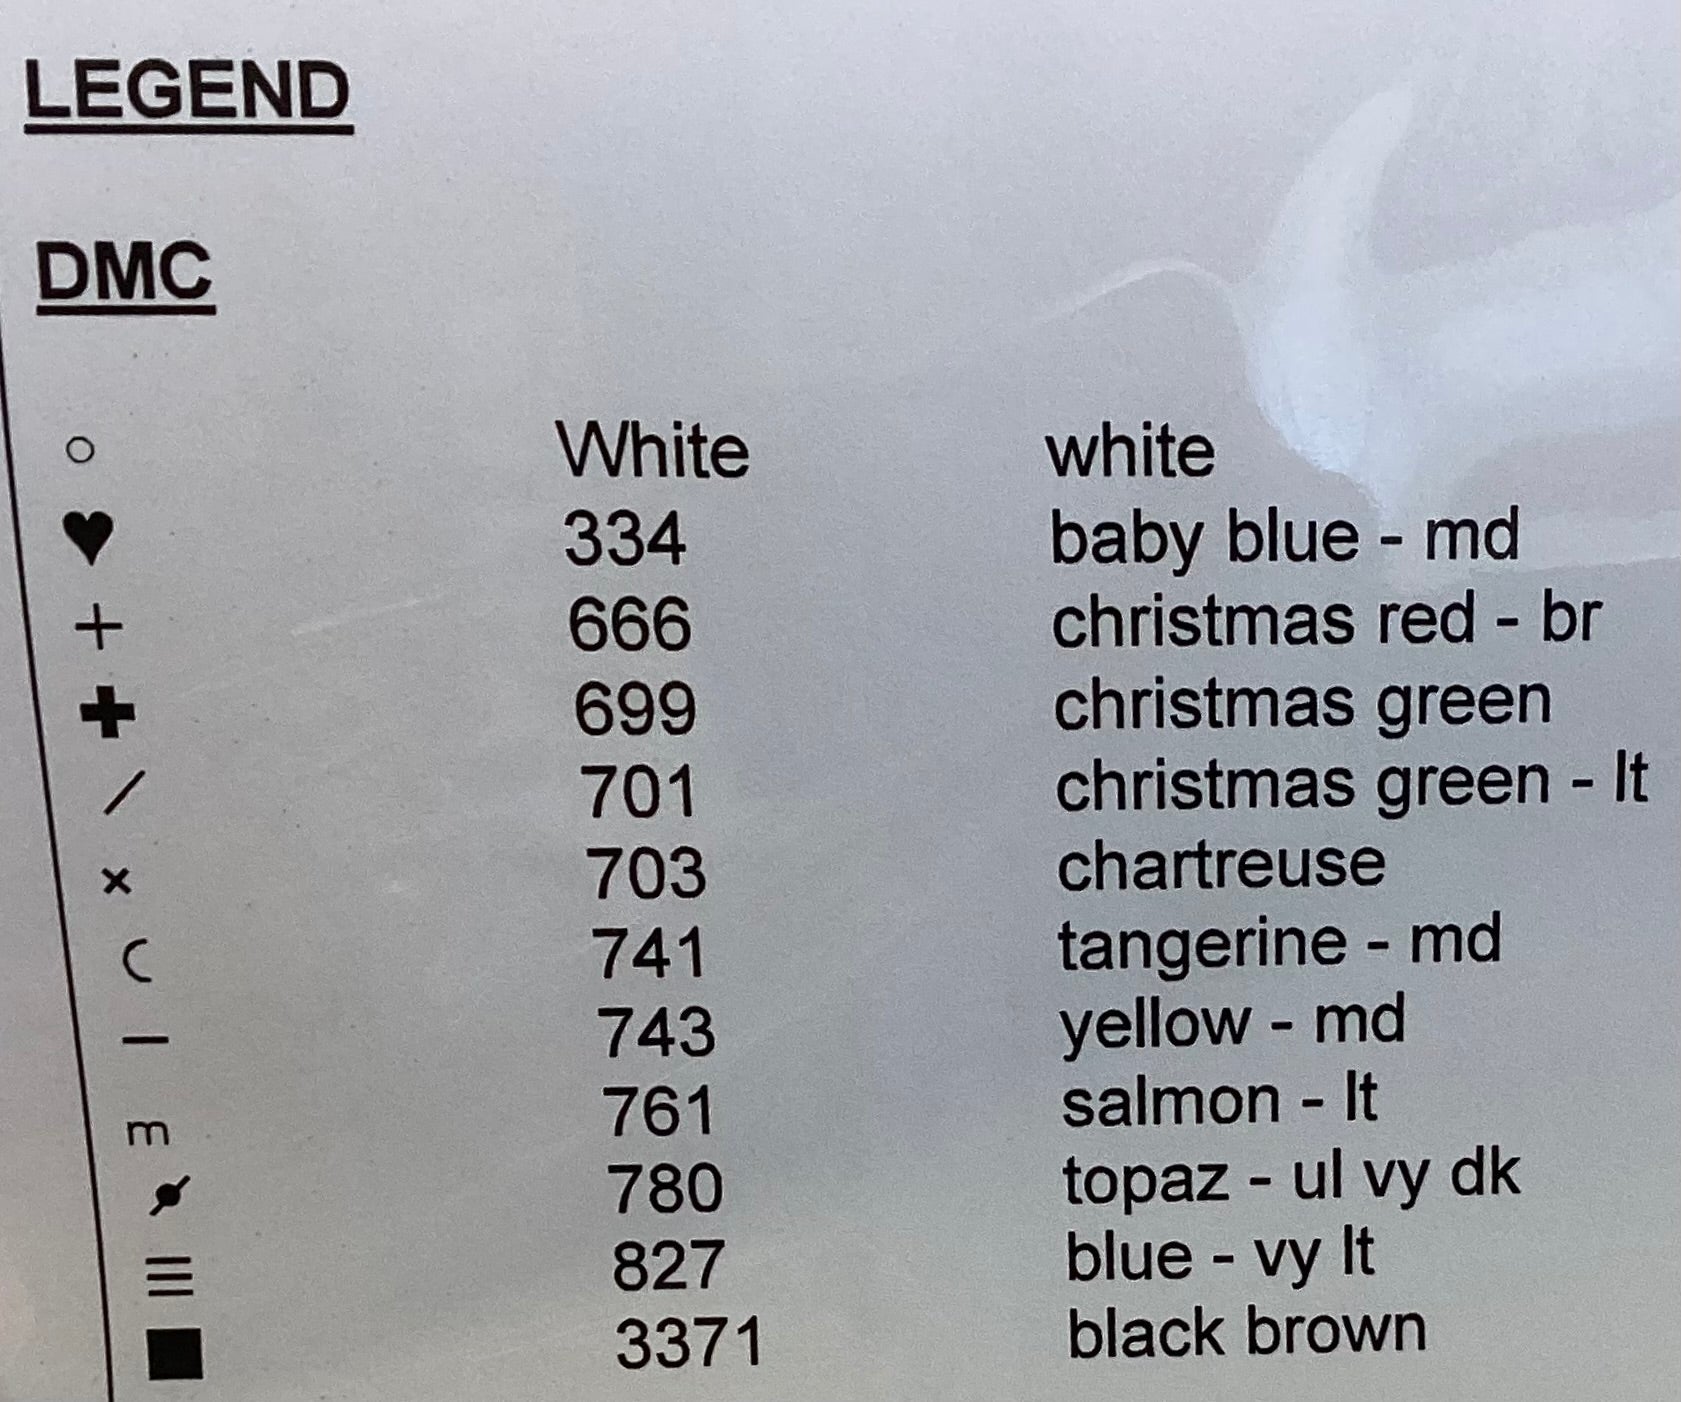 LEGEND
DMC
○ White white
♥ 334 baby blue - md
+ 666 christmas red - br
✚ 699 christmas green
/ 701 christmas green - lt
× 703 chartreuse
( 741 tangerine - md
— 743 yellow - md
m 761 salmon - lt
780 topaz - ul vy dk
≡ 827 blue - vy lt
■ 3371 black brown